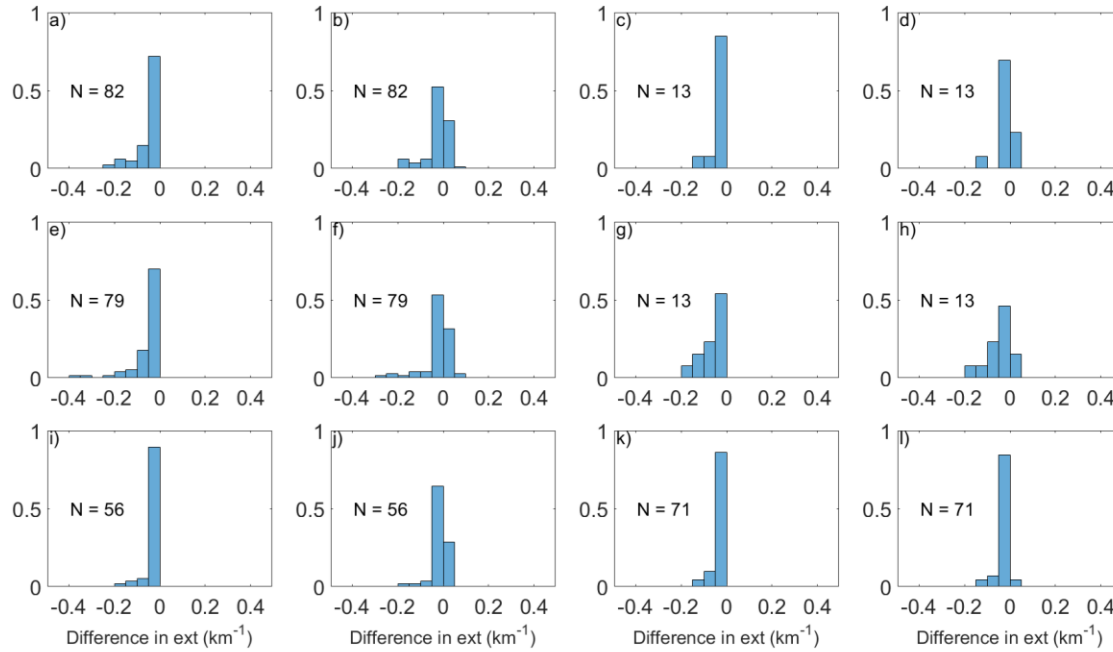 a) b) c) d)
1 1 1 1
N = 82 N = 82 N = 13 N = 13
0.5 0.5 0.5 0.5
0 0 0 0
-0.4 -0.2 0 0.2 0.4 -0.4 -0.2 0 0.2 0.4 -0.4 -0.2 0 0.2 0.4 -0.4 -0.2 0 0.2 0.4
e) f) g) h)
1 1 1 1
N = 79 N = 79 N = 13 N = 13
0.5 0.5 0.5 0.5
0 0 0 0
-0.4 -0.2 0 0.2 0.4 -0.4 -0.2 0 0.2 0.4 -0.4 -0.2 0 0.2 0.4 -0.4 -0.2 0 0.2 0.4
i) j) k) l)
1 1 1 1
N = 56 N = 56 N = 71 N = 71
0.5 0.5 0.5 0.5
0 0 0 0
-0.4 -0.2 0 0.2 0.4 -0.4 -0.2 0 0.2 0.4 -0.4 -0.2 0 0.2 0.4 -0.4 -0.2 0 0.2 0.4
Difference in ext (km⁻¹) Difference in ext (km⁻¹) Difference in ext (km⁻¹) Difference in ext (km⁻¹)